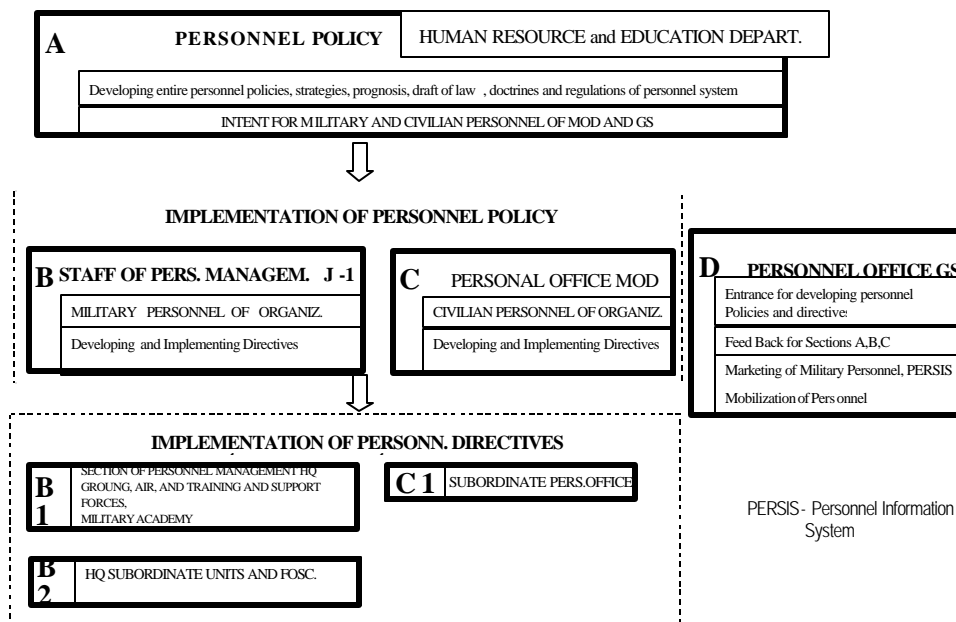 A
PERSONNEL POLICY
HUMAN RESOURCE and EDUCATION DEPART.
Developing entire personnel policies, strategies, prognosis, draft of law , doctrines and regulations of personnel system
INTENT FOR MILITARY AND CIVILIAN PERSONNEL OF MOD AND GS
IMPLEMENTATION OF PERSONNEL POLICY
B STAFF OF PERS. MANAGEM. J -1
MILITARY PERSONNEL OF ORGANIZ.
Developing and Implementing Directives
C
PERSONAL OFFICE MOD
CIVILIAN PERSONNEL OF ORGANIZ.
Developing and Implementing Directives
D
PERSONNEL OFFICE GS
Entrance for developing personnel
Policies and directives
Feed Back for Sections A,B,C
Marketing of Military Personnel, PERSIS
Mobilization of Personnel
IMPLEMENTATION OF PERSONN. DIRECTIVES
B
1
SECTION OF PERSONNEL MANAGEMENT HQ
GROUNG, AIR, AND TRAINING AND SUPPORT
FORCES,
MILITARY ACADEMY
C 1
SUBORDINATE PERS.OFFICE
B
2
HQ SUBORDINATE UNITS AND FOSC.
PERSIS - Personnel Information
System